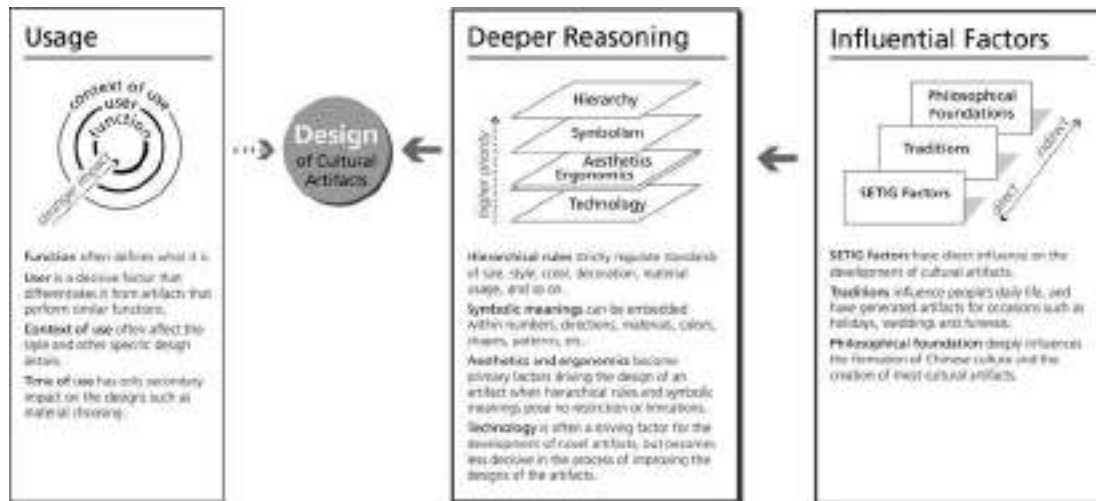 Usage
context of use
user
function
stronger impact
Function often defines what it is.
User is a decisive factor that
differentiates it from artifacts that
perform similar functions.
Context of use often affect the
style and other specific design
details.
Time of use has only secondary
impact on the designs such as
material choosing.
Design
of Cultural
Artifacts
Deeper Reasoning
higher priority
Hierarchy
Symbolism
Aesthetics
Ergonomics
Technology
Hierarchical rules strictly regulate standards
of size, style, color, decoration, material
usage, and so on.
Symbolic meanings can be embedded
within numbers, directions, materials, colors,
shapes, patterns, etc.
Aesthetics and ergonomics become
primary factors driving the design of an
artifact when hierarchical rules and symbolic
meanings pose no restriction or limitations.
Technology is often a driving factor for the
development of novel artifacts, but becomes
less decisive in the process of improving the
designs of the artifacts.
Influential Factors
Philosophical
Foundations
Traditions
SETIG Factors
indirect
direct
SETIG Factors have direct influence on the
development of cultural artifacts.
Traditions influence people's daily life, and
have generated artifacts for occasions such as
holidays, weddings and funerals.
Philosophical foundation deeply influences
the formation of Chinese culture and the
creation of most cultural artifacts.